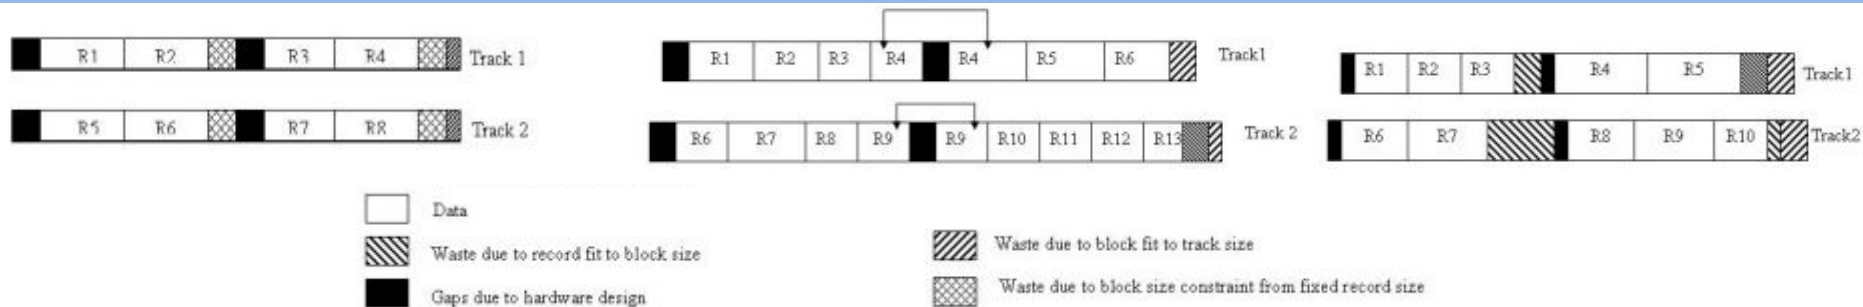 R1 R2 R3 R4 Track 1
R5 R6 R7 R8 Track 2
R1 R2 R3 R4 R4 R5 R6 Track1
R6 R7 R8 R9 R9 R10 R11 R12 R13 Track 2
R1 R2 R3 R4 R5 Track1
R6 R7 R8 R9 R10 Track2
Data
Waste due to record fit to block size
Gaps due to hardware design
Waste due to block fit to track size
Waste due to block size constraint from fixed record size